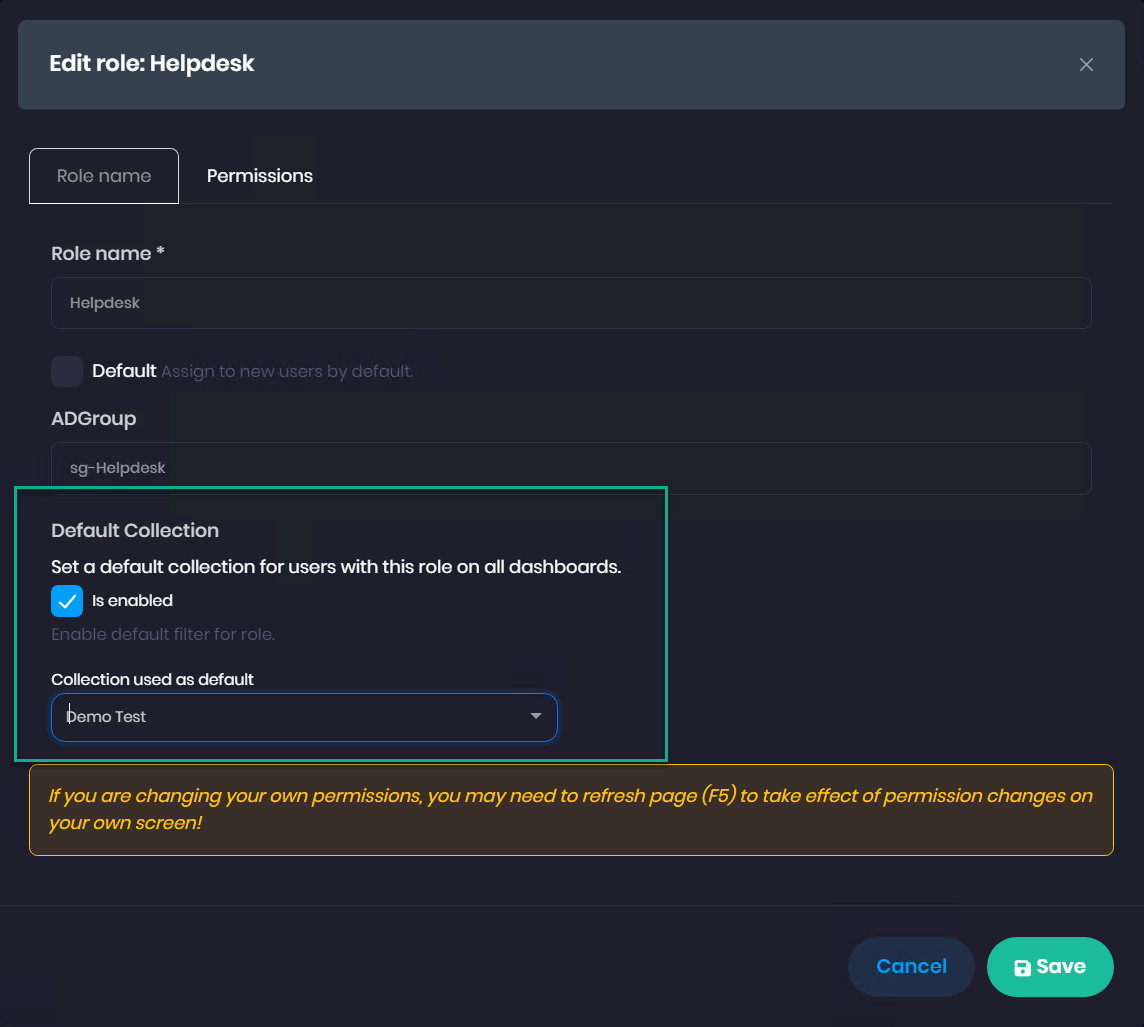 Edit role: Helpdesk
Role name
Permissions
Role name *
Helpdesk
Default Assign to new users by default.
ADGroup
sg-Helpdesk
Default Collection
Set a default collection for users with this role on all dashboards.
Is enabled
Enable default filter for role.
Collection used as default
Demo Test
If you are changing your own permissions, you may need to refresh page (F5) to take effect of permission changes on
your own screen!
Cancel
Save